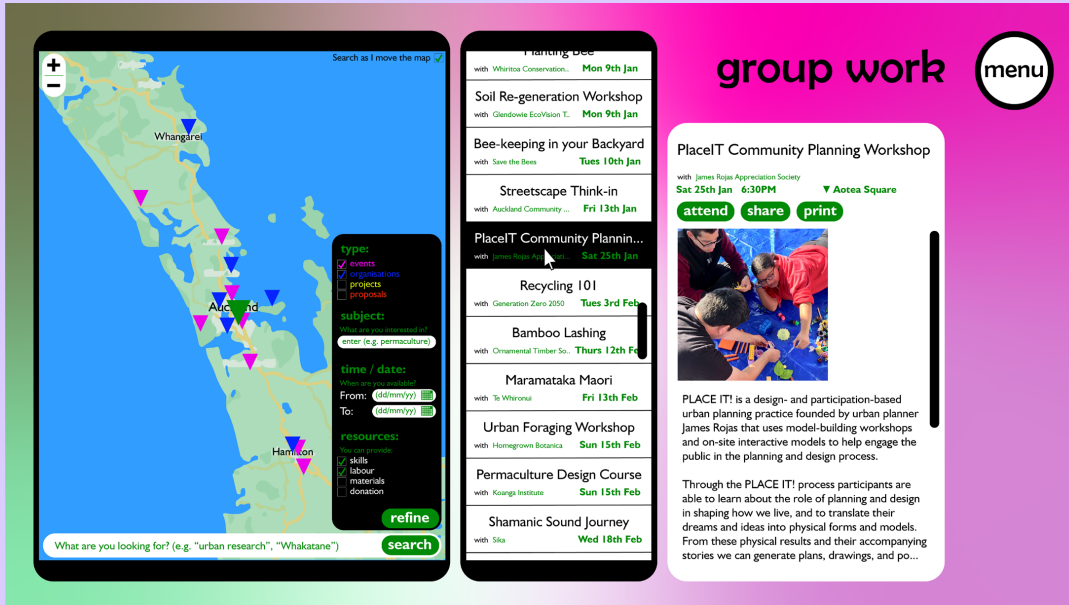 Search as I move the map
+
−
Whangarei
Auckland
Hamilton
type:
events
organisations
projects
proposals
subject:
What are you interested in?
enter (e.g. permaculture)
time / date:
When are you available?
From: (dd/mm/yy)
To: (dd/mm/yy)
resources:
You can provide:
skills
labour
materials
donation
refine
What are you looking for? (e.g. “urban research”, “Whakatane”)
search
Planting Bee
with Whiritoa Conservation.. Mon 9th Jan
Soil Re-generation Workshop
with Glendowie EcoVision T.. Mon 9th Jan
Bee-keeping in your Backyard
with Save the Bees Tues 10th Jan
Streetscape Think-in
with Auckland Community ... Fri 13th Jan
PlaceIT Community Plannin...
with James Rojas Appreciati... Sat 25th Jan
Recycling 101
with Generation Zero 2050 Tues 3rd Feb
Bamboo Lashing
with Ornamental Timber So.. Thurs 12th Fe
Maramataka Maori
with Te Whironui Fri 13th Feb
Urban Foraging Workshop
with Homegrown Botanica Sun 15th Feb
Permaculture Design Course
with Koanga Institute Sun 15th Feb
Shamanic Sound Journey
with Sika Wed 18th Feb
group work
menu
PlaceIT Community Planning Workshop
with James Rojas Appreciation Society
Sat 25th Jan 6:30PM Aotea Square
attend share print
PLACE IT! is a design- and participation-based
urban planning practice founded by urban planner
James Rojas that uses model-building workshops
and on-site interactive models to help engage the
public in the planning and design process.
Through the PLACE IT! process participants are
able to learn about the role of planning and design
in shaping how we live, and to translate their
dreams and ideas into physical forms and models.
From these physical results and their accompanying
stories we can generate plans, drawings, and po...